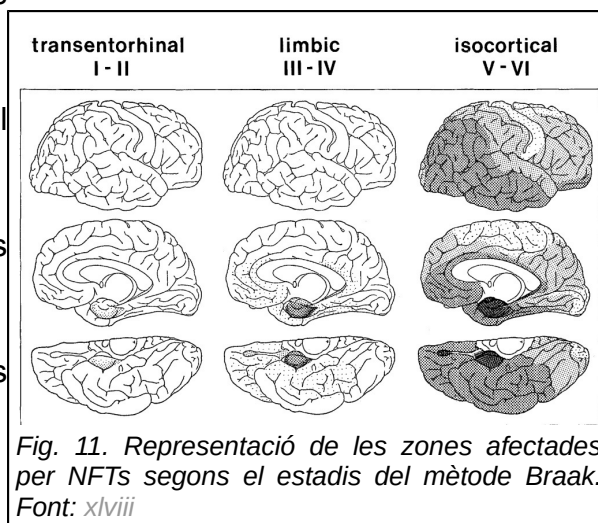 transentorhinal limbic isocortical
I - II III - IV V - VI
Fig. 11. Representació de les zones afectades
per NFTs segons el estadis del mètode Braak.
Font: xlviii